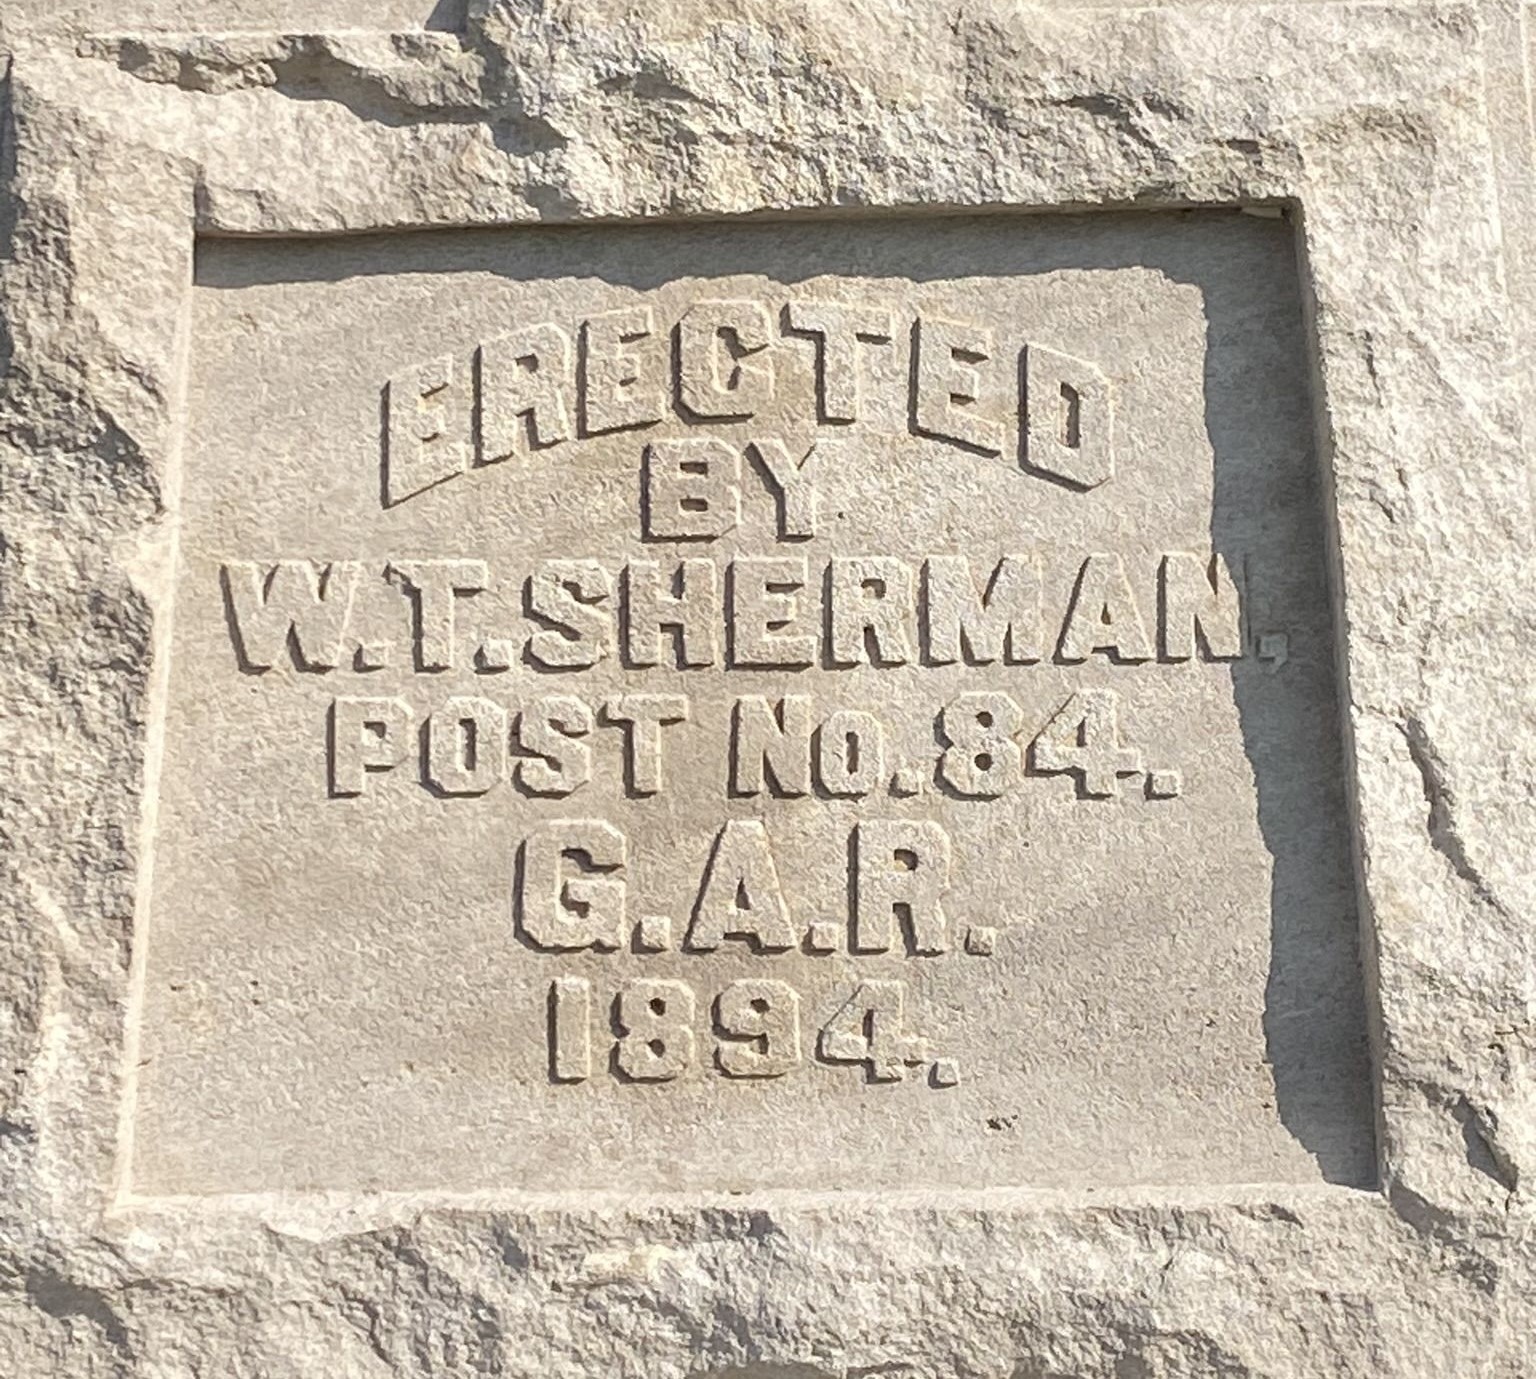 ERECTED
BY
W.T.SHERMAN,
POST No.84.
G.A.R.
1894.